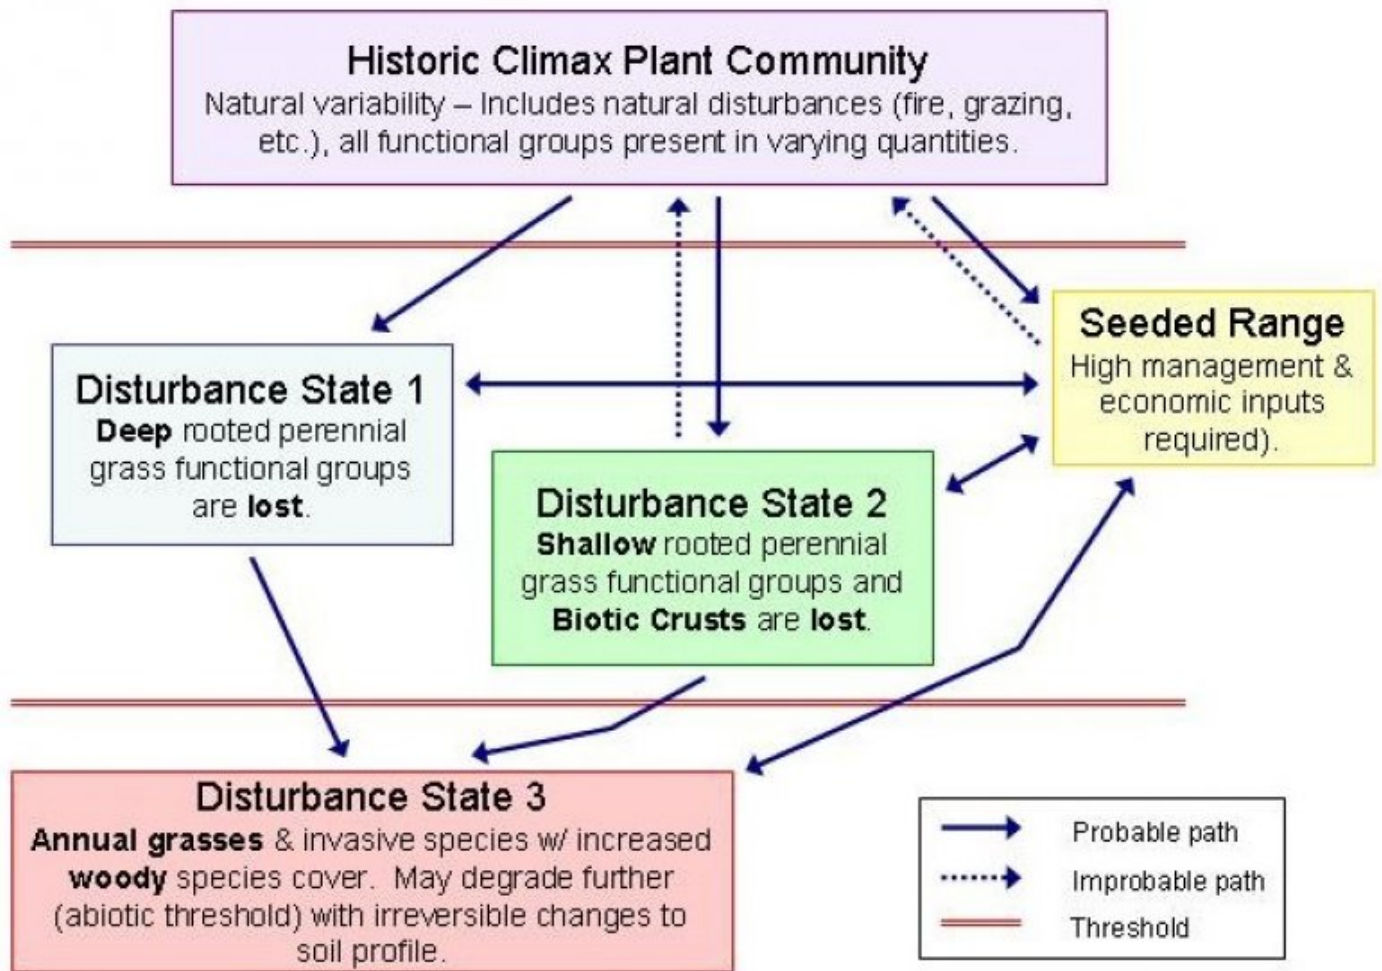 Historic Climax Plant Community
Natural variability – Includes natural disturbances (fire, grazing,
etc.), all functional groups present in varying quantities.
Seeded Range
High management &
economic inputs
required).
Disturbance State 1
Deep rooted perennial
grass functional groups
are lost.
Disturbance State 2
Shallow rooted perennial
grass functional groups and
Biotic Crusts are lost.
Disturbance State 3
Annual grasses & invasive species w/ increased
woody species cover.  May degrade further
(abiotic threshold) with irreversible changes to
soil profile.
Probable path
Improbable path
Threshold